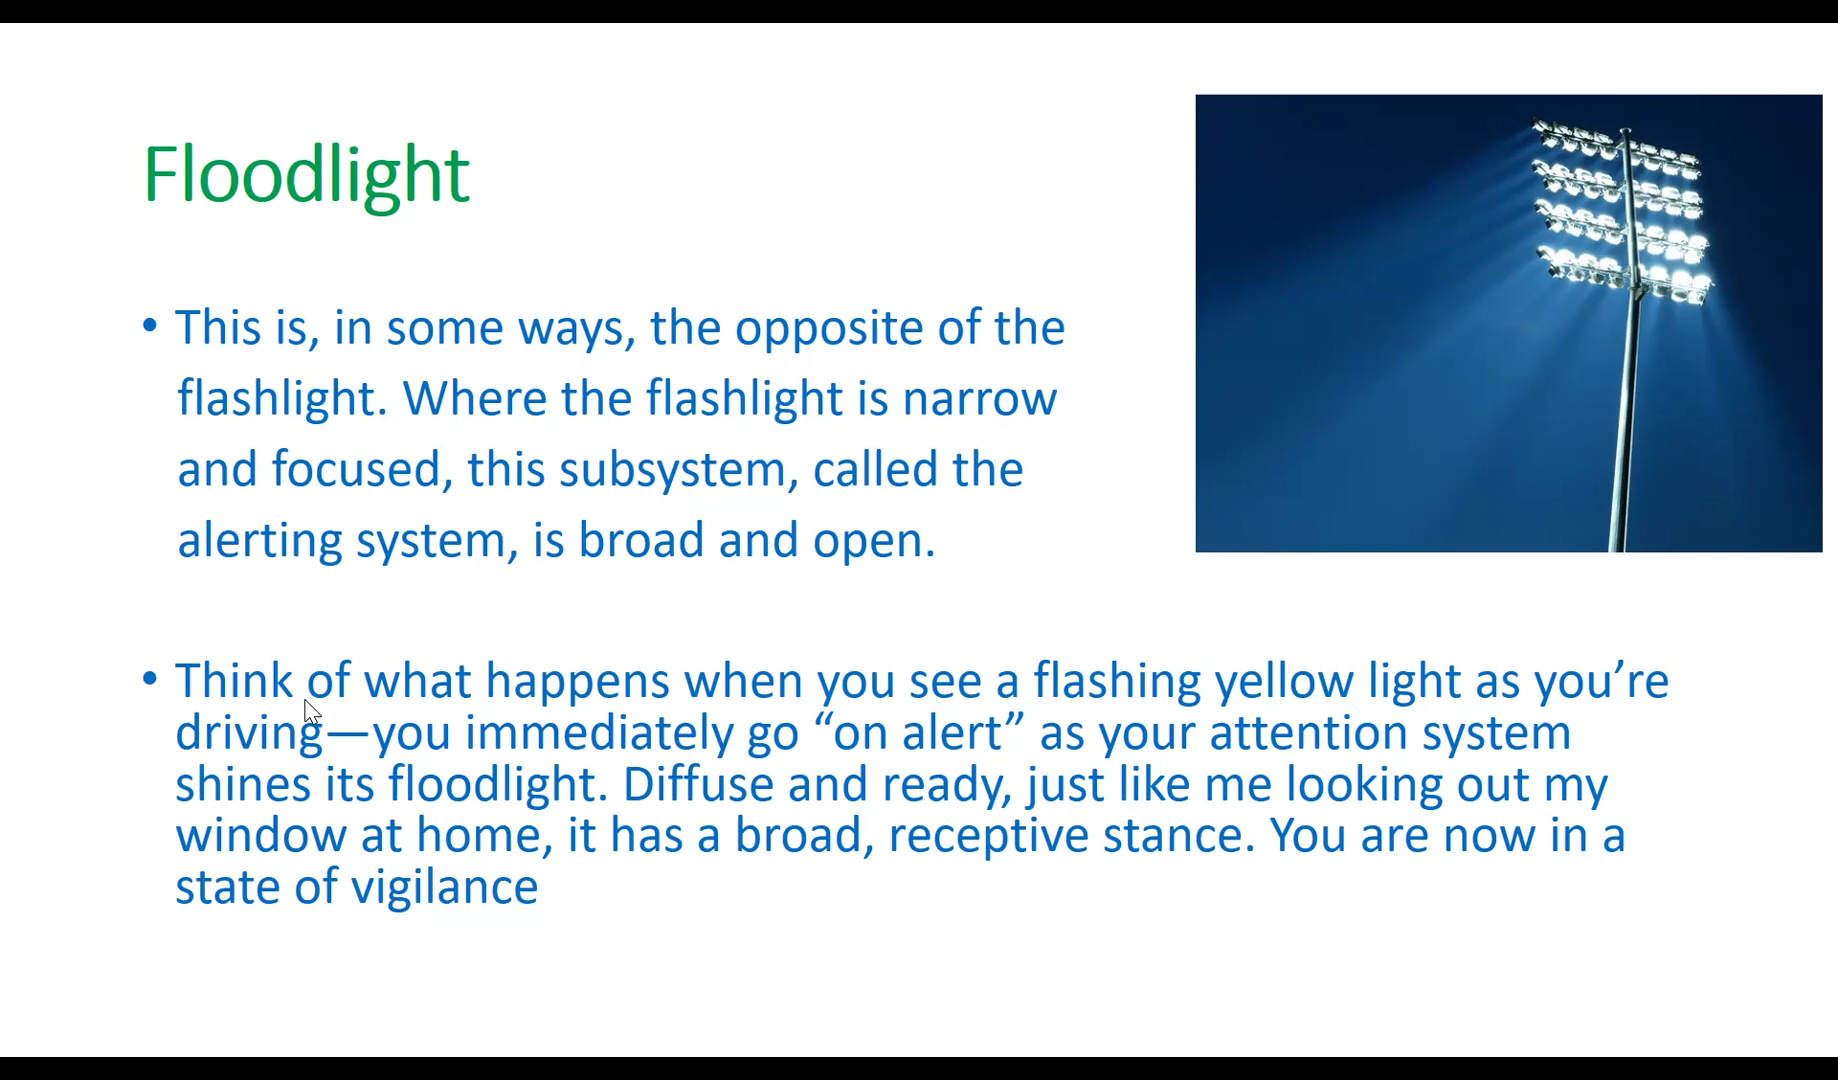 Floodlight
• This is, in some ways, the opposite of the
flashlight. Where the flashlight is narrow
and focused, this subsystem, called the
alerting system, is broad and open.
• Think of what happens when you see a flashing yellow light as you’re
driving—you immediately go “on alert” as your attention system
shines its floodlight. Diffuse and ready, just like me looking out my
window at home, it has a broad, receptive stance. You are now in a
state of vigilance